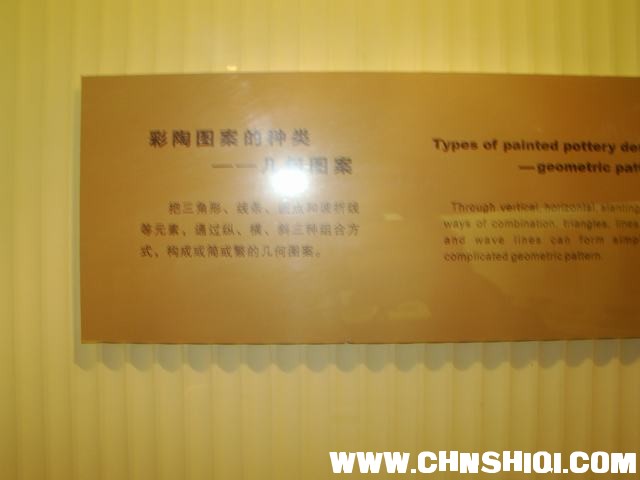 彩陶图案的种类
——几何图案
把三角形、线条、圆点和波折线
等元素，通过纵、横、斜三种组合方
式，构成或简或繁的几何图案。
Types of painted pottery
—geometric
Through vertical, horizontal, slanting
ways of combination, triangles, lines
and wave lines can form
complicated geometric pattern.
WWW.CHNSHIQI.COM